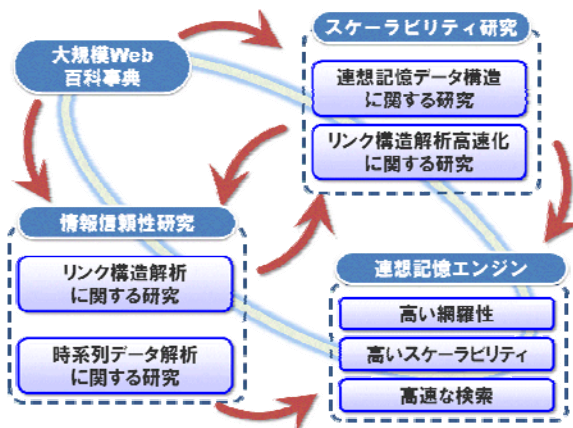 大規模Web
百科事典
スケーラビリティ研究
連想記憶データ構造
に関する研究
リンク構造解析高速化
に関する研究
情報信頼性研究
リンク構造解析
に関する研究
時系列データ解析
に関する研究
連想記憶エンジン
高い網羅性
高いスケーラビリティ
高速な検索